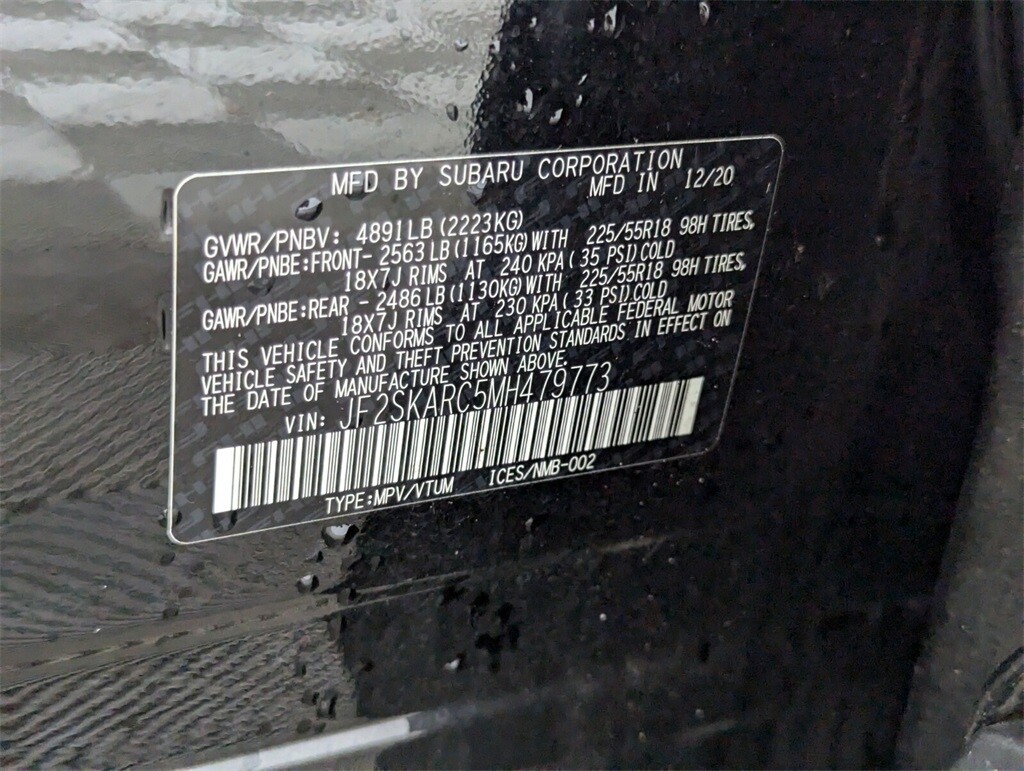 MFD BY SUBARU CORPORATION
MFD IN 12/20
GVWR/PNBV: 4891LB(2223KG)
GAWR/PNBE:FRONT- 2563LB(1165KG)WITH 225/55R18 98H TIRES,
18X7J RIMS AT 240 KPA( 35 PSI)COLD
GAWR/PNBE:REAR - 2486LB(1130KG)WITH 225/55R18 98H TIRES,
18X7J RIMS AT 230 KPA( 33 PSI)COLD
THIS VEHICLE CONFORMS TO ALL APPLICABLE FEDERAL MOTOR
VEHICLE SAFETY AND THEFT PREVENTION STANDARDS IN EFFECT ON
THE DATE OF MANUFACTURE SHOWN ABOVE.
VIN: JF2SKARC5MH479773
TYPE:MPV/VTUM ICES/NMB-002